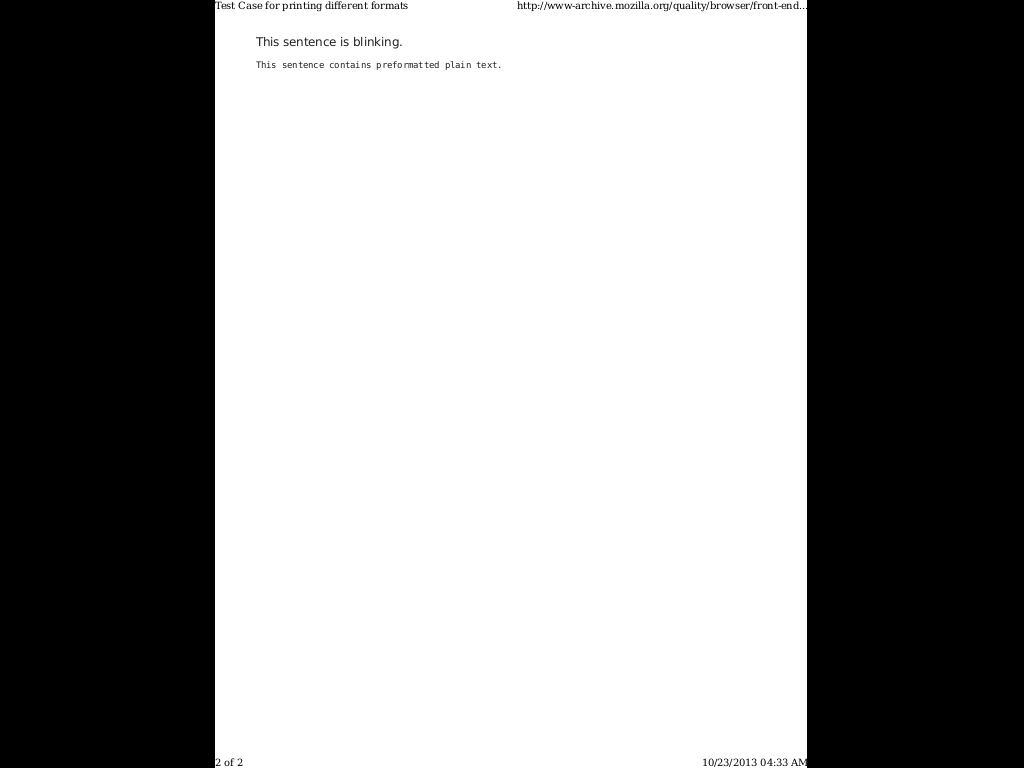 Test Case for printing different formats http://www-archive.mozilla.org/quality/browser/front-end...
This sentence is blinking.
This sentence contains preformatted plain text.
2 of 2 10/23/2013 04:33 AM